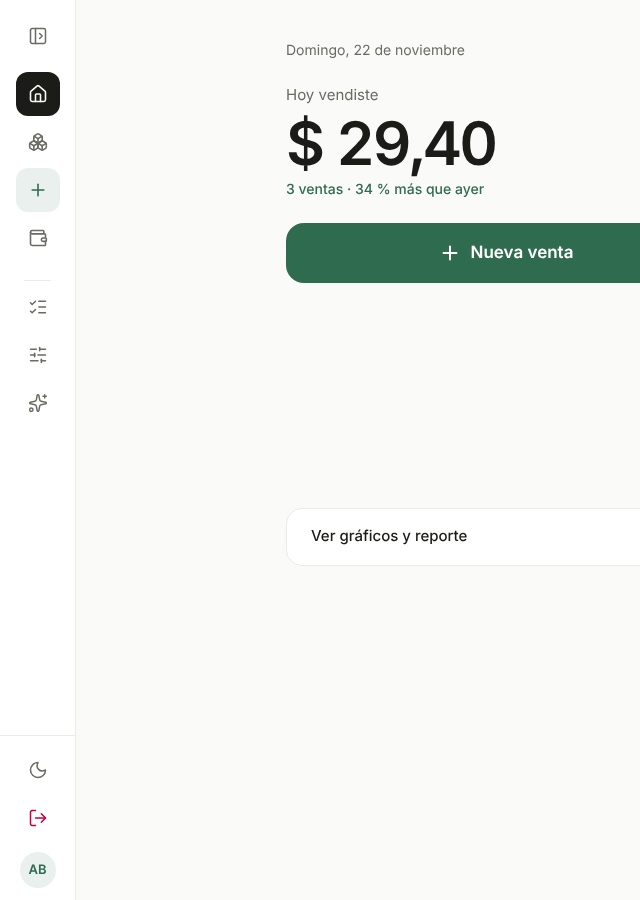 Domingo, 22 de noviembre
Hoy vendiste
$ 29,40
3 ventas · 34 % más que ayer
Nueva venta
Ver gráficos y reporte
AB